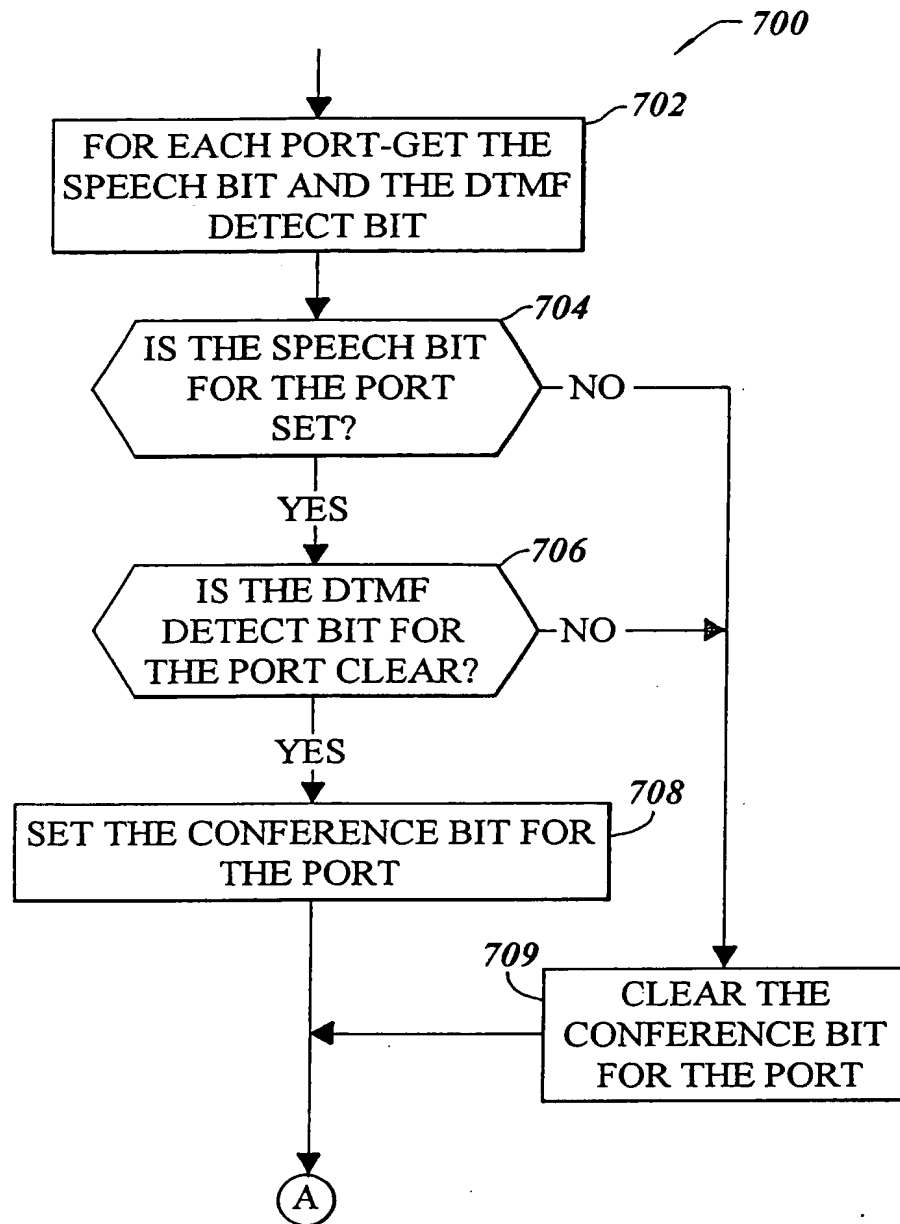 700
702
FOR EACH PORT-GET THE
SPEECH BIT AND THE DTMF
DETECT BIT
704
IS THE SPEECH BIT
FOR THE PORT
SET?
NO
YES
706
IS THE DTMF
DETECT BIT FOR
THE PORT CLEAR?
NO
YES
708
SET THE CONFERENCE BIT FOR
THE PORT
709
CLEAR THE
CONFERENCE BIT
FOR THE PORT
A